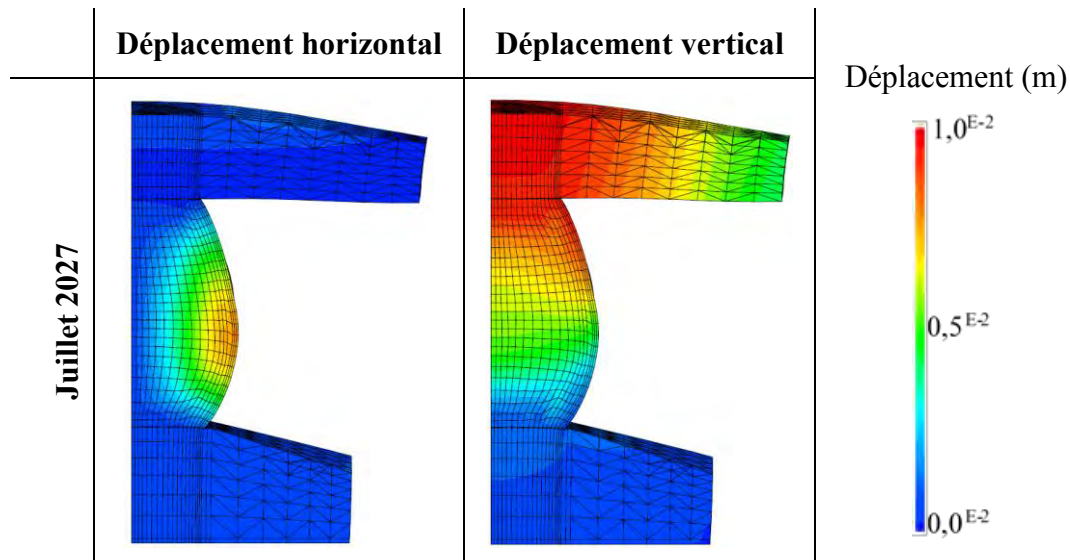 Déplacement horizontal
Déplacement vertical
Déplacement (m)
1,0E-2
0,5E-2
0,0E-2
Juillet 2027